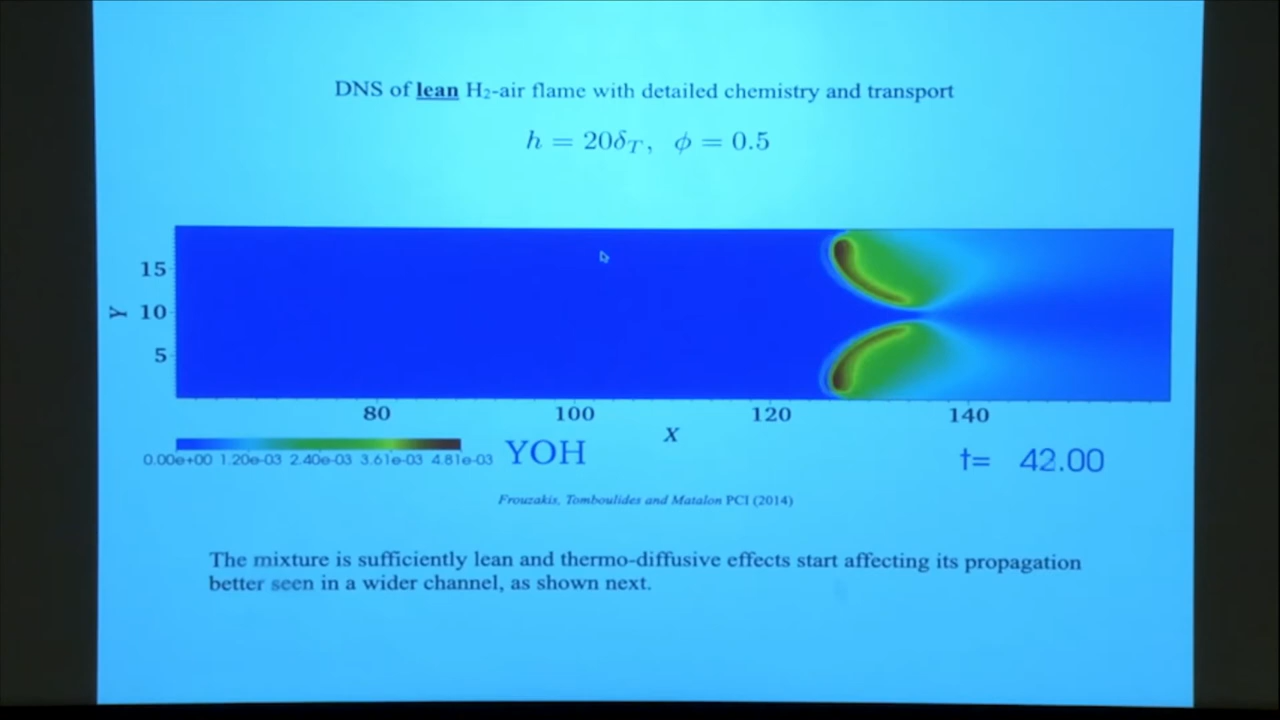 DNS of lean H₂-air flame with detailed chemistry and transport
h = 20δ_T, ϕ = 0.5
15
Y 10
5
80 100 120 140
X
0.00e+00 1.20e-03 2.40e-03 3.61e-03 4.81e-03 YOH
t= 42.00
Frouzakis, Tomboulides and Matalon PCI (2014)
The mixture is sufficiently lean and thermo-diffusive effects start affecting its propagation
better seen in a wider channel, as shown next.